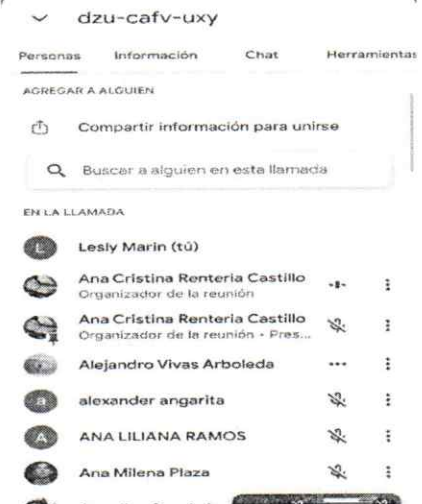 dzu-cafv-uxy
Personas Información Chat Herramientas
AGREGAR A ALGUIEN
Compartir información para unirse
Buscar a alguien en esta llamada
EN LA LLAMADA
L Lesly Marin (tú)
Ana Cristina Renteria Castillo
Organizador de la reunión
Ana Cristina Renteria Castillo
Organizador de la reunión - Pres...
Alejandro Vivas Arboleda
a alexander angarita
A ANA LILIANA RAMOS
Ana Milena Plaza